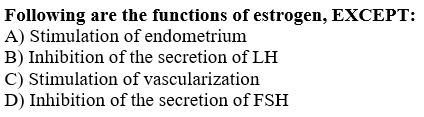 Following are the functions of estrogen, EXCEPT:
A) Stimulation of endometrium
B) Inhibition of the secretion of LH
C) Stimulation of vascularization
D) Inhibition of the secretion of FSH